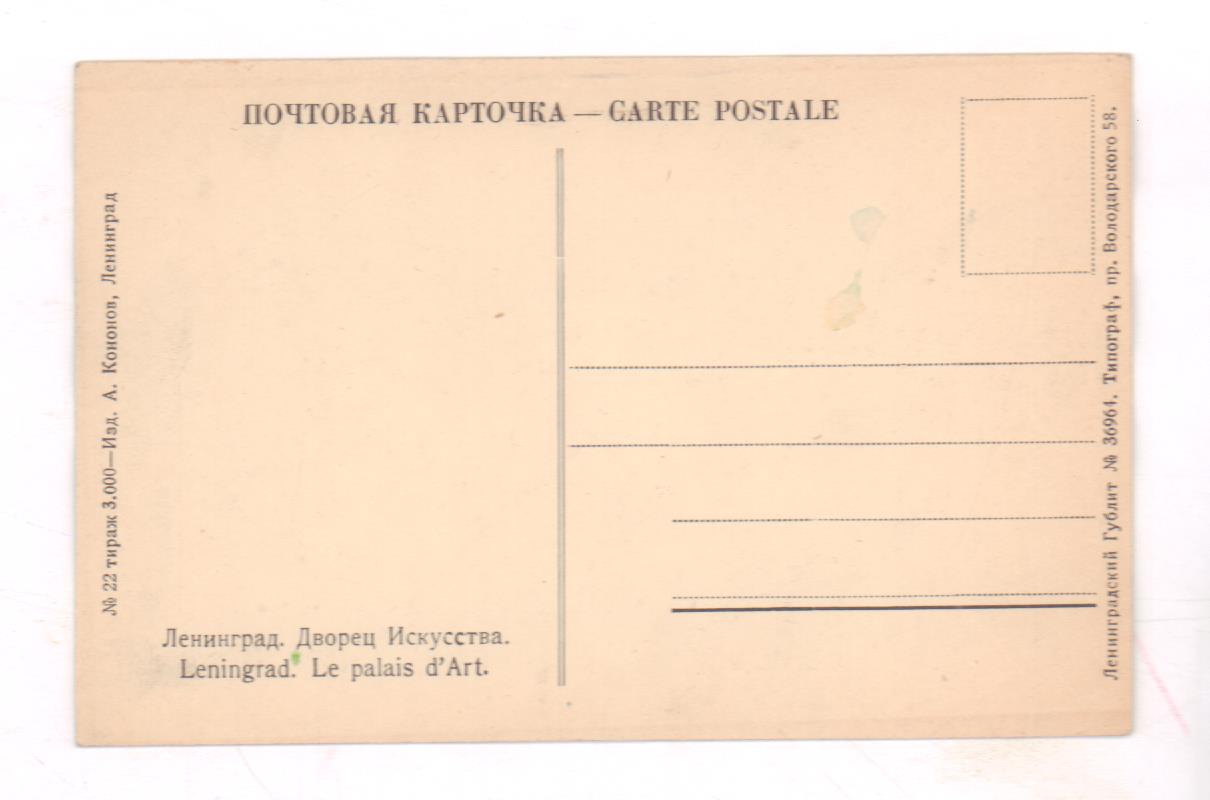 ПОЧТОВАЯ КАРТОЧКА — CARTE POSTALE
№ 22 тираж 3.000—Изд. А. Кононов, Ленинград
Ленинград. Дворец Искусства.
Leningrad. Le palais d'Art.
Ленинградский Гублит № 36964. Типограф, пр. Володарского 58.